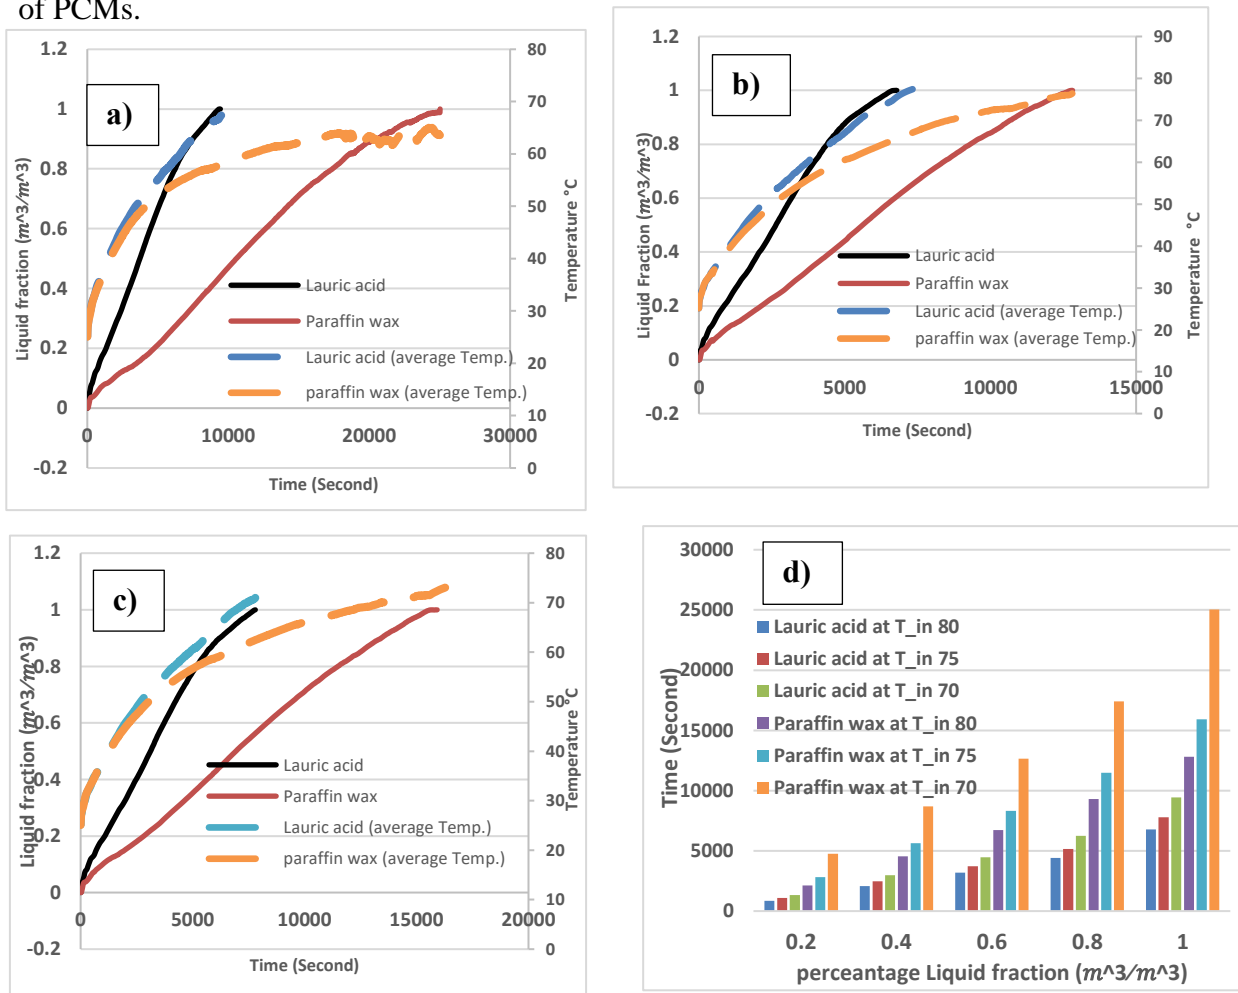 of PCMs.
a)
1.2
1
0.8
0.6
0.4
0.2
0
-0.2
Liquid fraction (m^3/m^3)
80
70
60
50
40
30
20
10
0
Temperature °C
Lauric acid
Paraffin wax
Lauric acid (average Temp.)
paraffin wax (average Temp.)
0 10000 20000 30000
Time (Second)
b)
1.2
1
0.8
0.6
0.4
0.2
0
-0.2
Liquid Fraction (m^3/m^3)
90
80
70
60
50
40
30
20
10
0
Temperature °C
Lauric acid
Paraffin wax
Lauric acid (average Temp.)
paraffin wax (average Temp.)
0 5000 10000 15000
Time (Second)
c)
1.2
1
0.8
0.6
0.4
0.2
0
-0.2
Liquid fraction (m^3/m^3)
80
70
60
50
40
30
20
10
0
Temperature °C
Lauric acid
Paraffin wax
Lauric acid (average Temp.)
paraffin wax (average Temp.)
0 5000 10000 15000 20000
Time (Second)
d)
30000
25000
20000
15000
10000
5000
0
Time (Second)
Lauric acid at T_in 80
Lauric acid at T_in 75
Lauric acid at T_in 70
Paraffin wax at T_in 80
Paraffin wax at T_in 75
Paraffin wax at T_in 70
0.2 0.4 0.6 0.8 1
perceantage Liquid fraction (m^3/m^3)